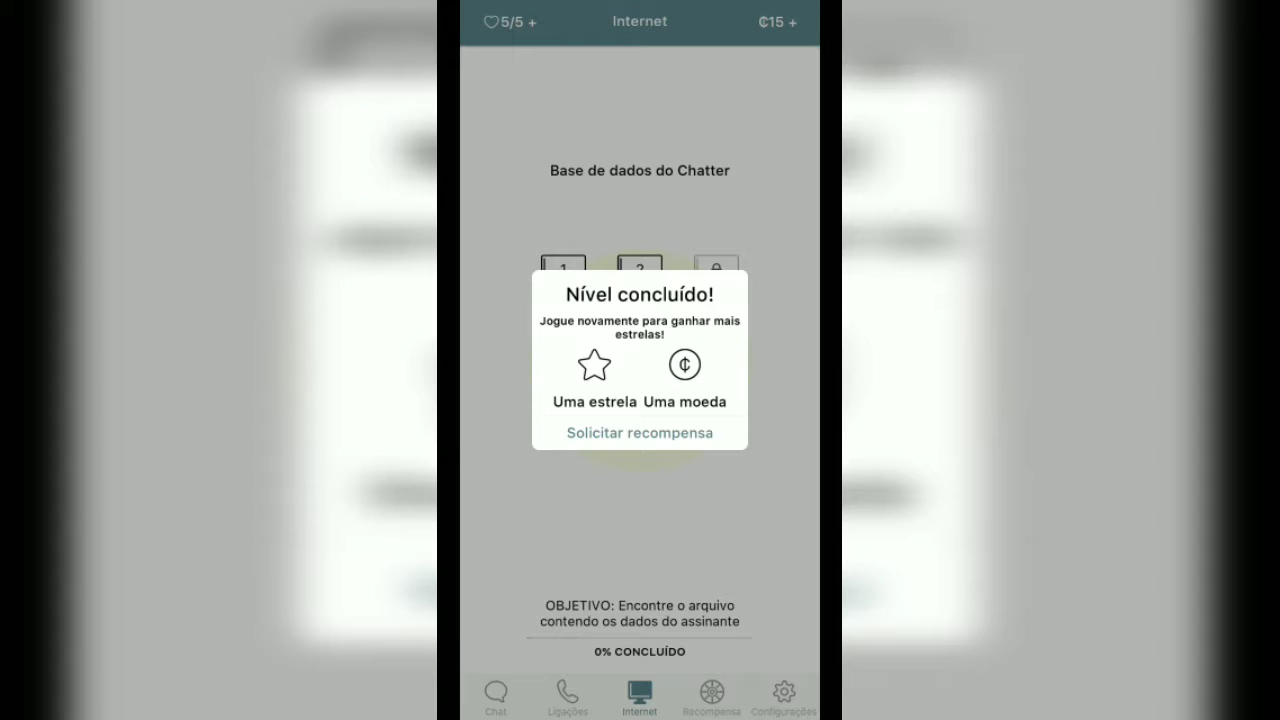 5/5 +
Internet
₵15 +
Base de dados do Chatter
1
2
Nível concluído!
Jogue novamente para ganhar mais
estrelas!
₵
Uma estrela
Uma moeda
Solicitar recompensa
OBJETIVO: Encontre o arquivo
contendo os dados do assinante
0% CONCLUÍDO
Chat
Ligações
Internet
Recompensa
Configurações